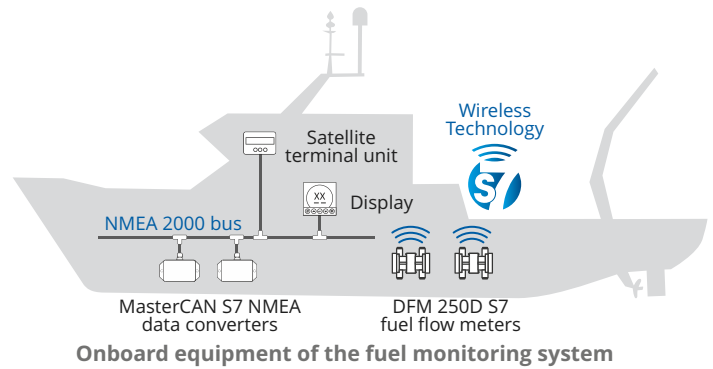 Wireless
Technology
S7
Satellite
terminal unit
XX
Display
NMEA 2000 bus
MasterCAN S7 NMEA
data converters
DFM 250D S7
fuel flow meters
Onboard equipment of the fuel monitoring system